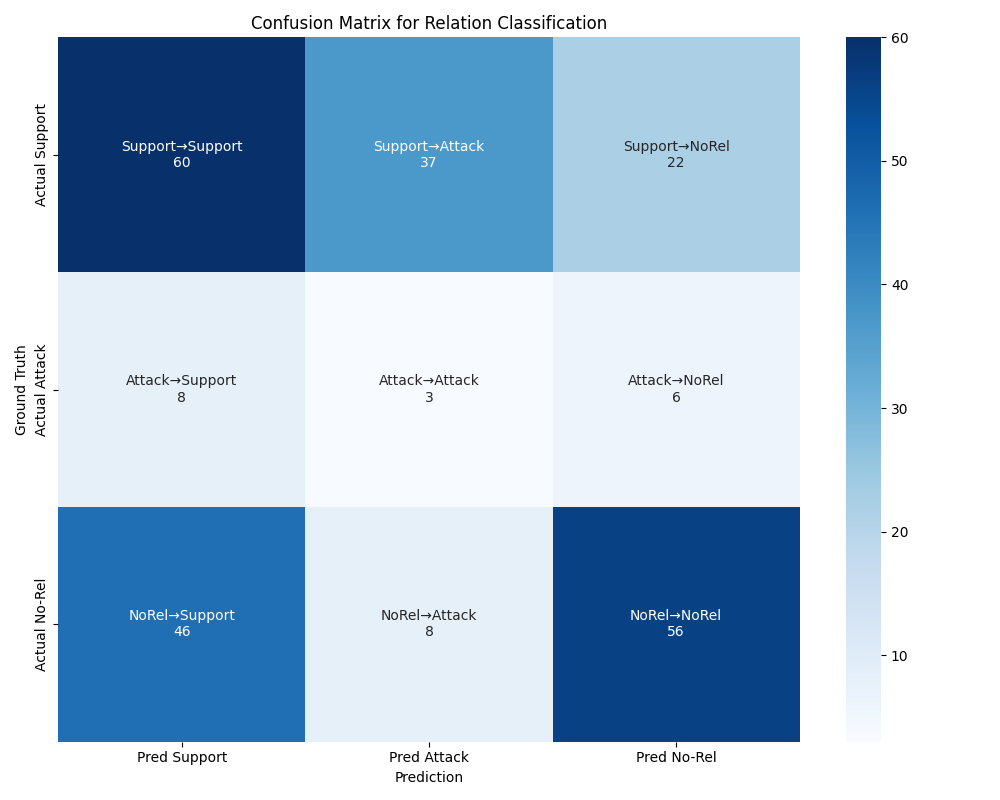 Confusion Matrix for Relation Classification
Ground Truth
Actual Support
Support→Support
60
Support→Attack
37
Support→NoRel
22
Actual Attack
Attack→Support
8
Attack→Attack
3
Attack→NoRel
6
Actual No-Rel
NoRel→Support
46
NoRel→Attack
8
NoRel→NoRel
56
Pred Support
Pred Attack
Pred No-Rel
Prediction
60
50
40
30
20
10